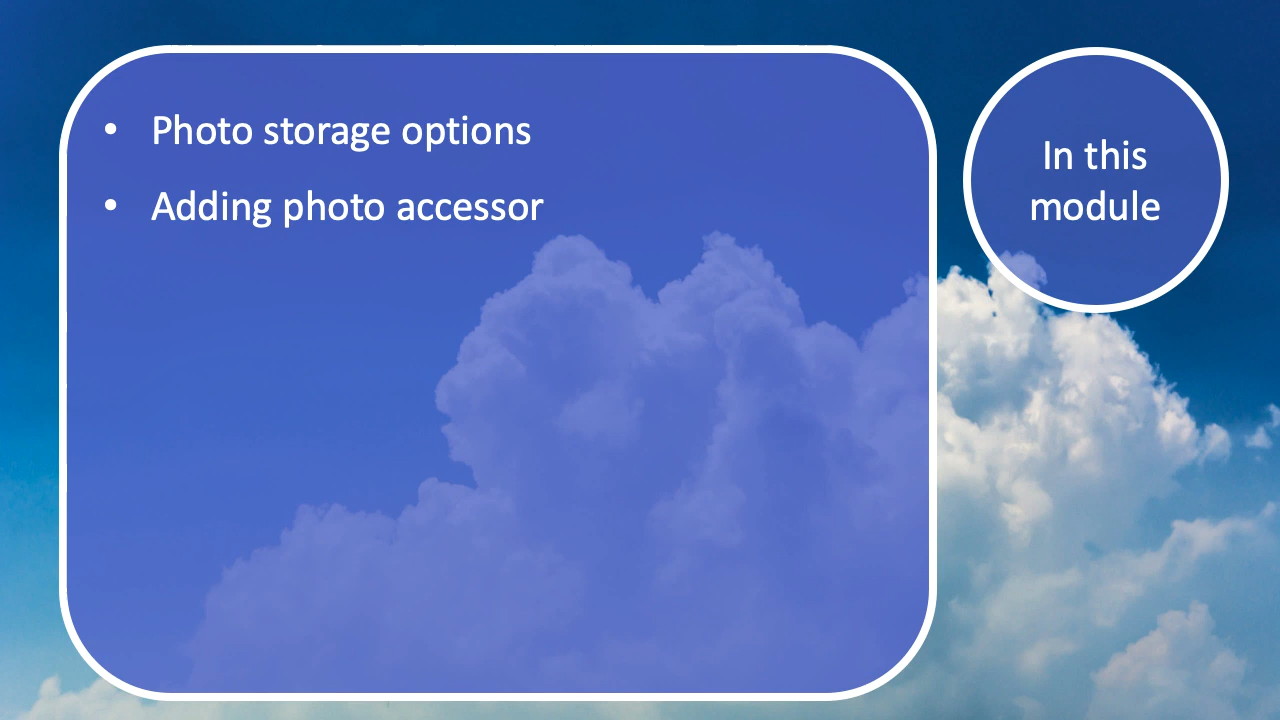 • Photo storage options
• Adding photo accessor
In this
module